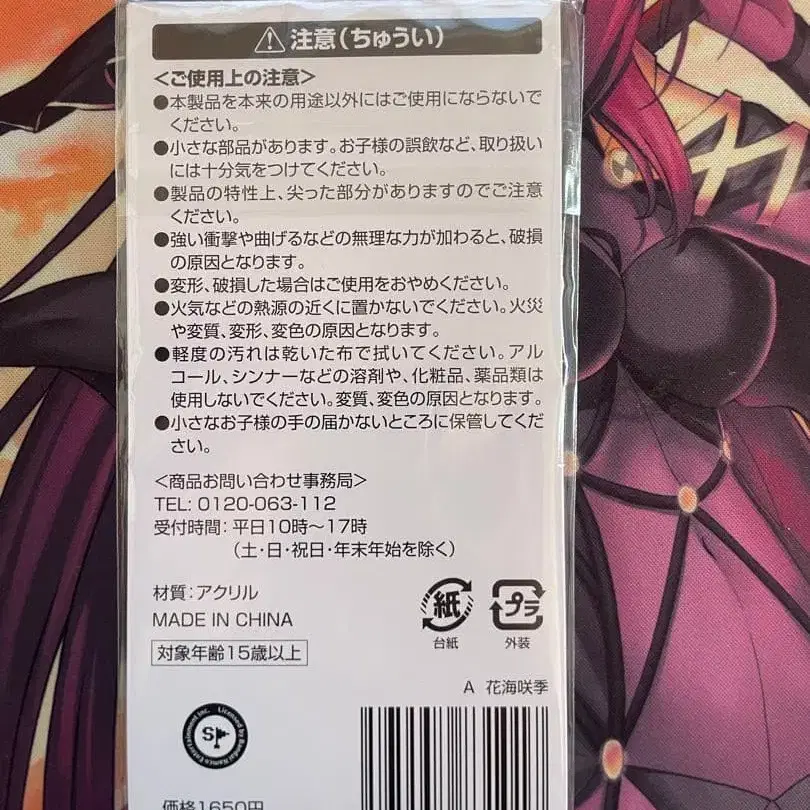 注意(ちゅうい)
<ご使用上の注意>
●本製品を本来の用途以外にはご使用にならないで
ください。
●小さな部品があります。お子様の誤飲など、取り扱い
には十分気をつけてください。
●製品の特性上、尖った部分がありますのでご注意
ください。
●強い衝撃や曲げるなどの無理な力が加わると、破損
の原因となります。
●変形、破損した場合はご使用をおやめください。
●火気などの熱源の近くに置かないでください。火災
や変質、変形、変色の原因となります。
●軽度の汚れは乾いた布で拭いてください。アル
コール、シンナーなどの溶剤や、化粧品、薬品類は
使用しないでください。変質、変色の原因となります。
●小さなお子様の手の届かないところに保管してくだ
さい。
<商品お問い合わせ事務局>
TEL: 0120-063-112
受付時間:平日10時~17時
(土・日・祝日・年末年始を除く)
材質:アクリル
MADE IN CHINA
対象年齢15歳以上
紙
台紙
プラ
外装
A 花海咲季
Licensed by Bandai Namco Entertainment Inc.
S
価格1650円